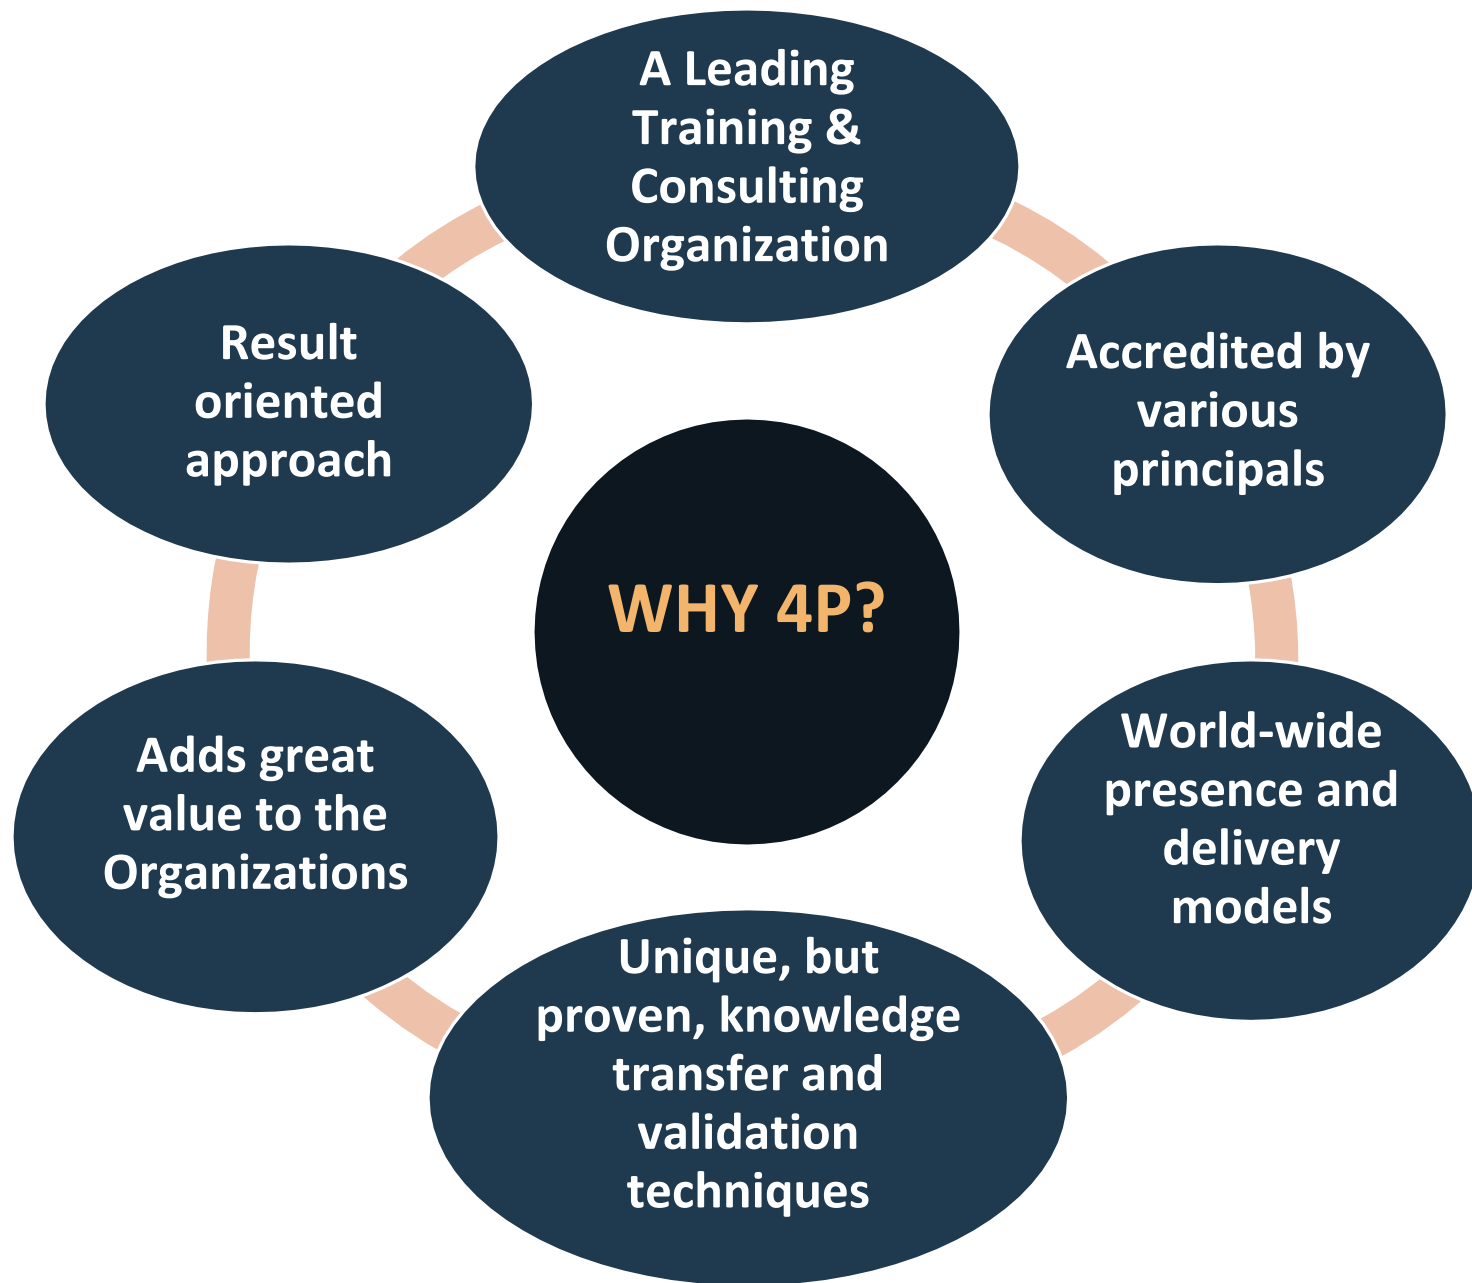 A Leading
Training &
Consulting
Organization
Accredited by
various
principals
World-wide
presence and
delivery
models
Unique, but
proven, knowledge
transfer and
validation
techniques
Adds great
value to the
Organizations
Result
oriented
approach
WHY 4P?